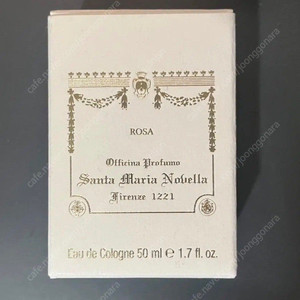 ROSA
Officina Profumo
Santa Maria Novella
Firenze 1221
Eau de Cologne 50 ml ℮ 1.7 fl. oz.